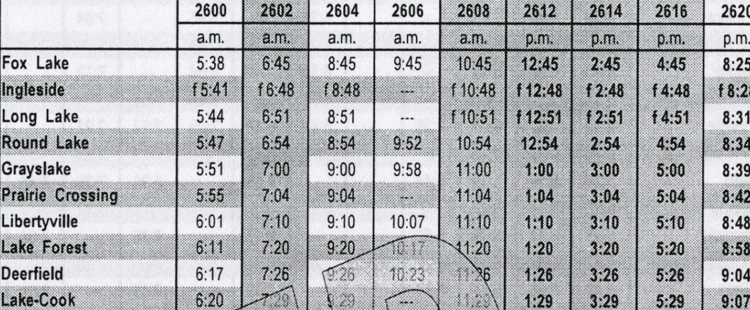 2600 2602 2604 2606 2608 2612 2614 2616 2620
a.m. a.m. a.m. a.m. a.m. p.m. p.m. p.m. p.m.
Fox Lake 5:38 6:45 8:45 9:45 10:45 12:45 2:45 4:45 8:25
Ingleside f 5:41 f 6:48 f 8:48 --- f 10:48 f 12:48 f 2:48 f 4:48
Long Lake 5:44 6:51 8:51 --- f 10:51 f 12:51 f 2:51 f 4:51 8:31
Round Lake 5:47 6:54 8:54 9:52 10:54 12:54 2:54 4:54 8:34
Grayslake 5:51 7:00 9:00 9:58 11:00 1:00 3:00 5:00 8:39
Prairie Crossing 5:55 7:04 9:04 --- 11:04 1:04 3:04 5:04 8:42
Libertyville 6:01 7:10 9:10 10:07 11:10 1:10 3:10 5:10 8:48
Lake Forest 6:11 7:20 9:20 10:17 11:20 1:20 3:20 5:20 8:58
Deerfield 6:17 7:26 9:26 10:23 11:26 1:26 3:26 5:26 9:04
Lake-Cook 6:20 7:29 9:29 --- 11:29 1:29 3:29 5:29 9:07